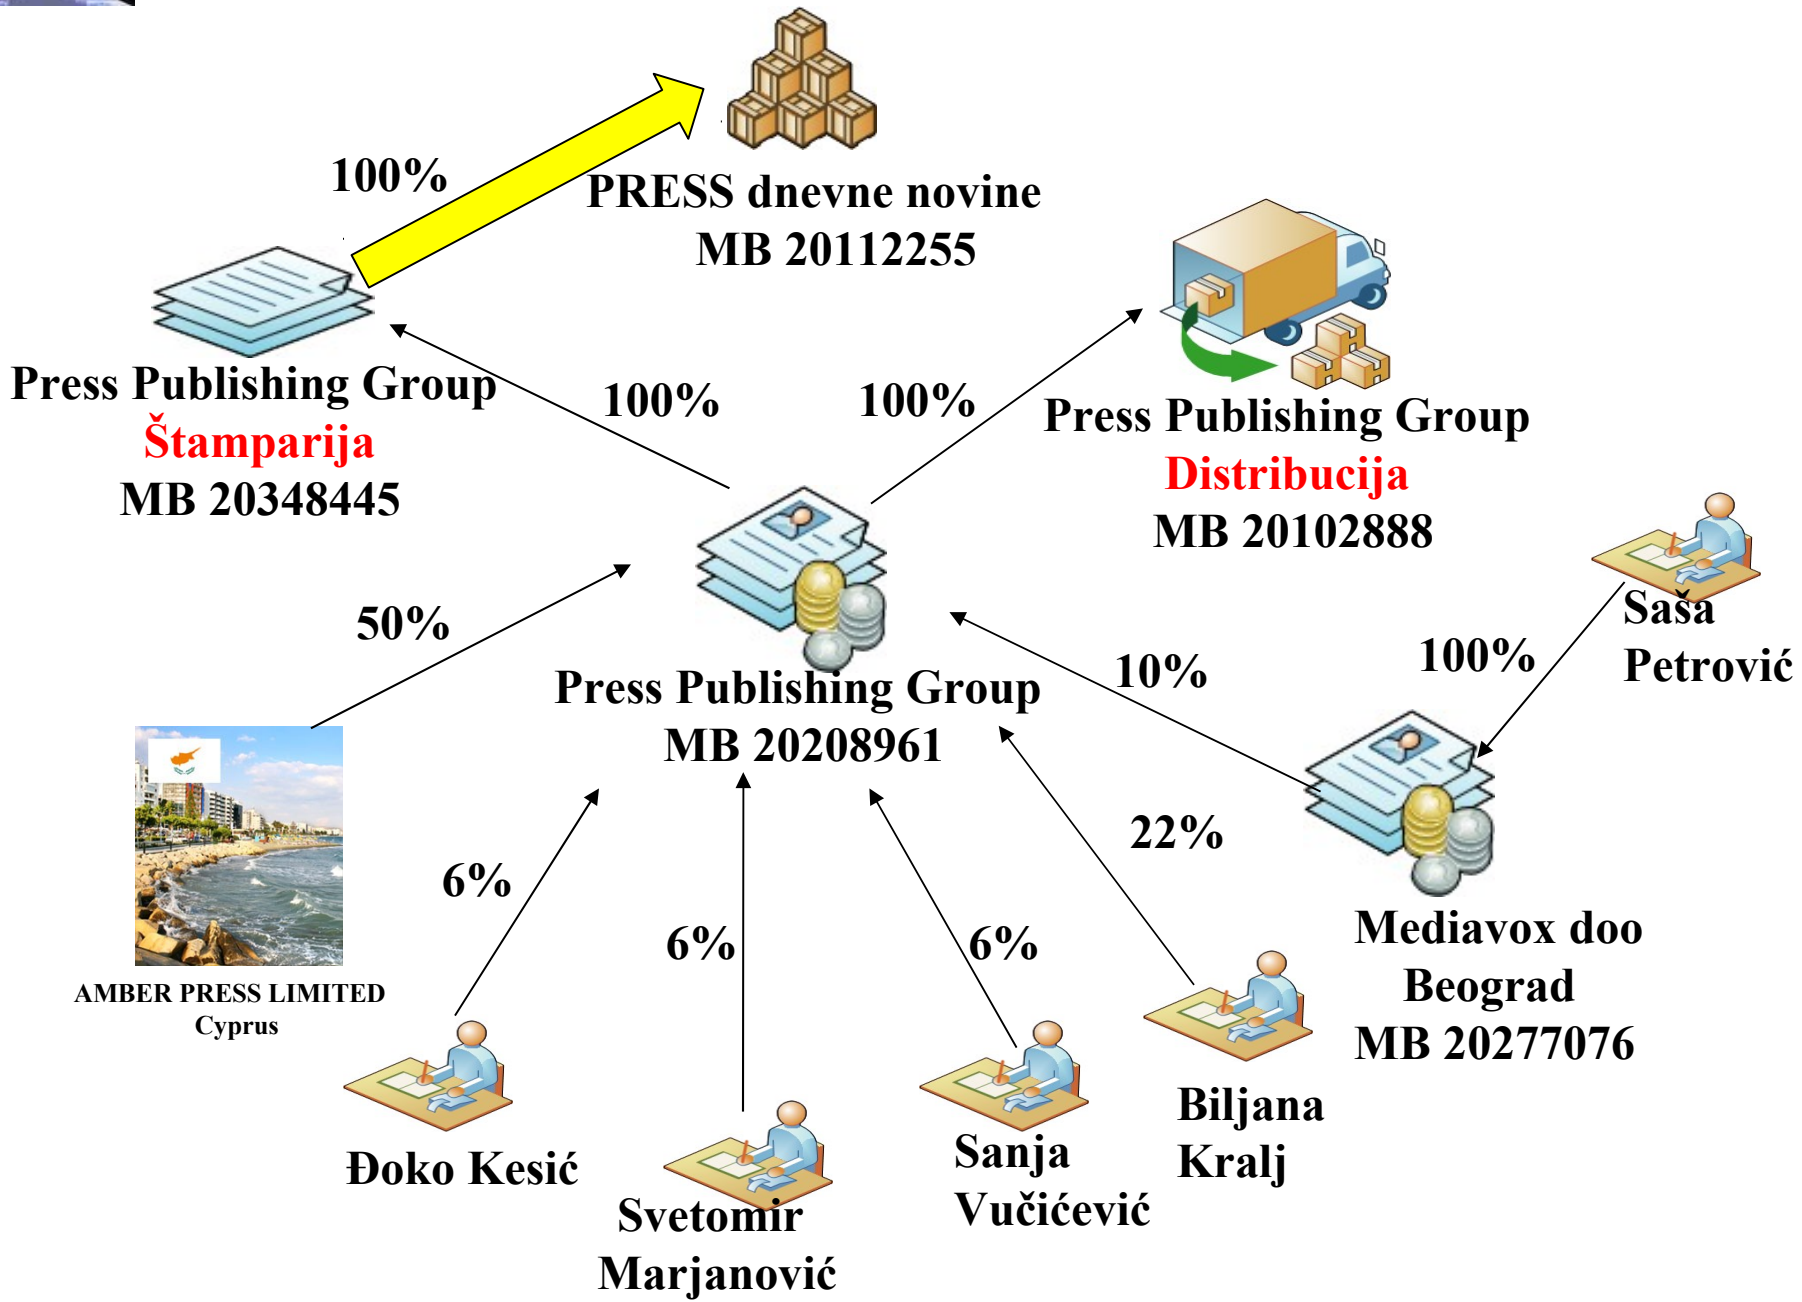 100%
PRESS dnevne novine
MB 20112255
Press Publishing Group
Štamparija
MB 20348445
100%
100%
Press Publishing Group
Distribucija
MB 20102888
50%
Press Publishing Group
MB 20208961
10%
100%
Saša
Petrović
22%
6%
6%
6%
AMBER PRESS LIMITED
Cyprus
Mediavox doo
Beograd
MB 20277076
Đoko Kesić
Svetomir
Marjanović
Sanja
Vučićević
Biljana
Kralj